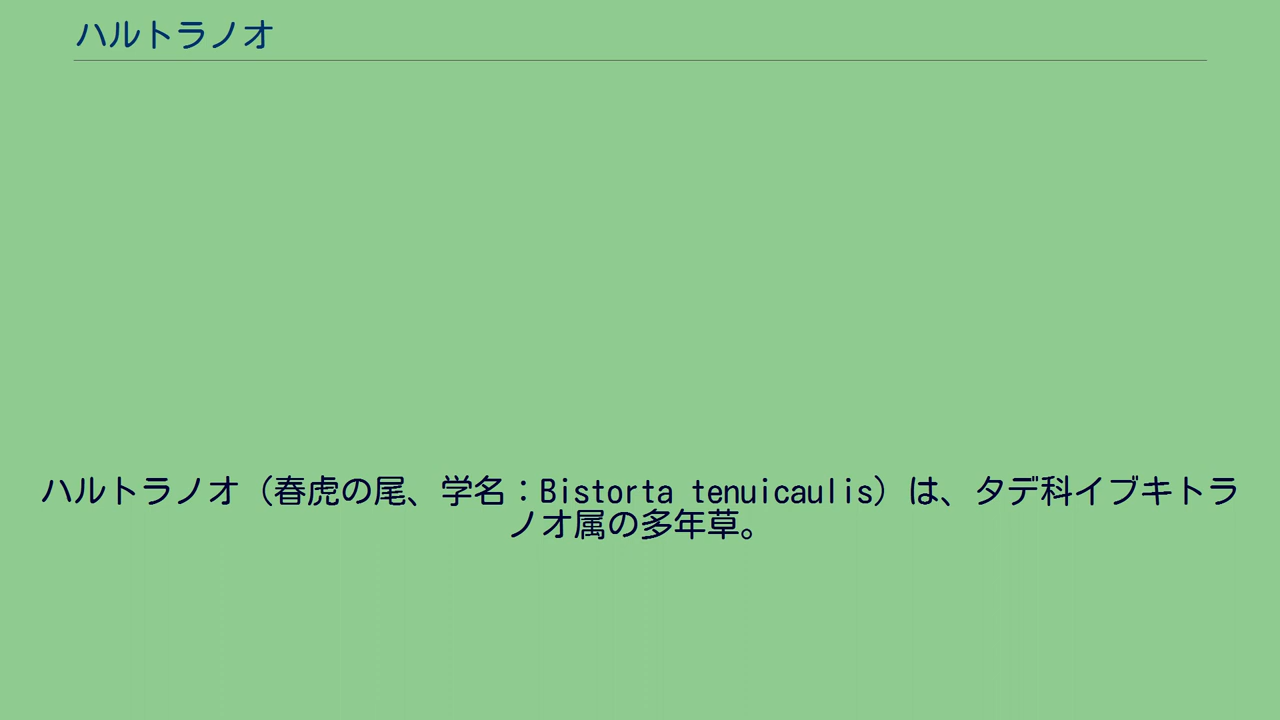 ハルトラノオ
ハルトラノオ（春虎の尾、学名：Bistorta tenuicaulis）は、タデ科イブキトラ
ノオ属の多年草。